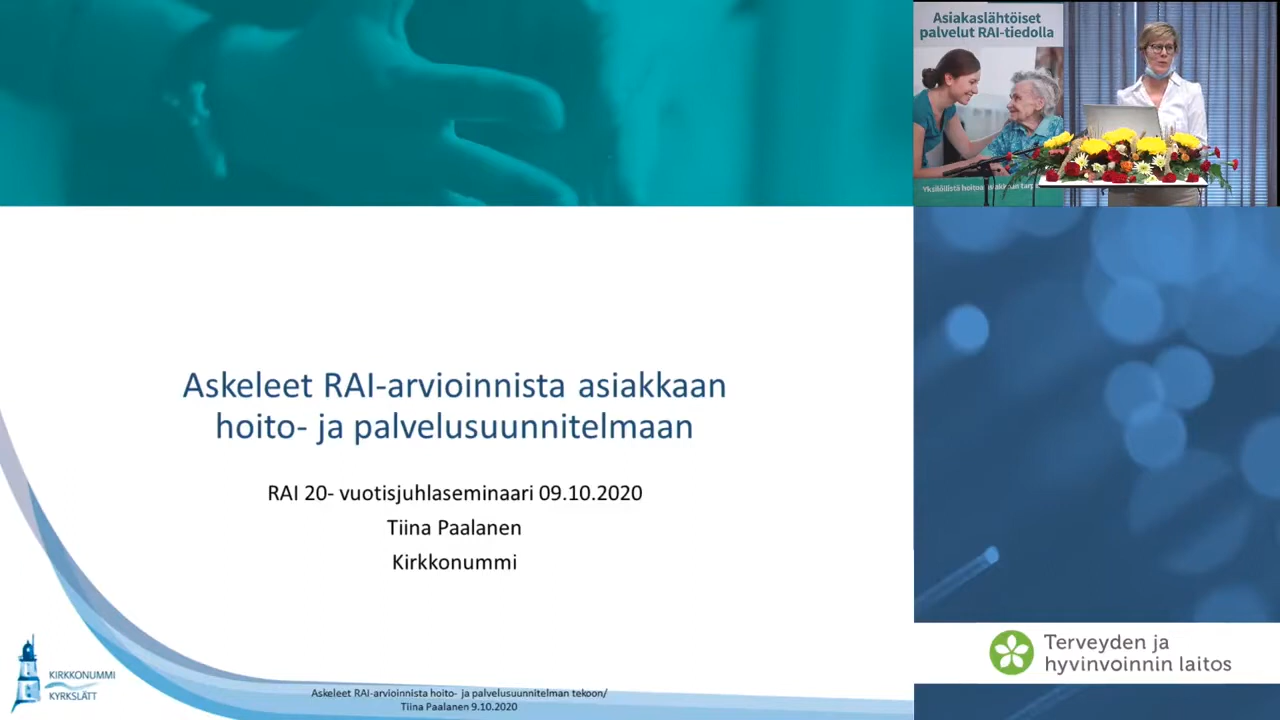 Askeleet RAI-arvioinnista asiakkaan
hoito- ja palvelusuunnitelmaan
RAI 20- vuotisjuhlaseminaari 09.10.2020
Tiina Paalanen
Kirkkonummi
KIRKKONUMMI
KYRKSLÄTT
Askeleet RAI-arvioinnista hoito- ja palvelusuunnitelman tekoon/
Tiina Paalanen 9.10.2020
Asiakaslähtöiset
palvelut RAI-tiedolla
Yksilöllistä
Terveyden ja
hyvinvoinnin laitos